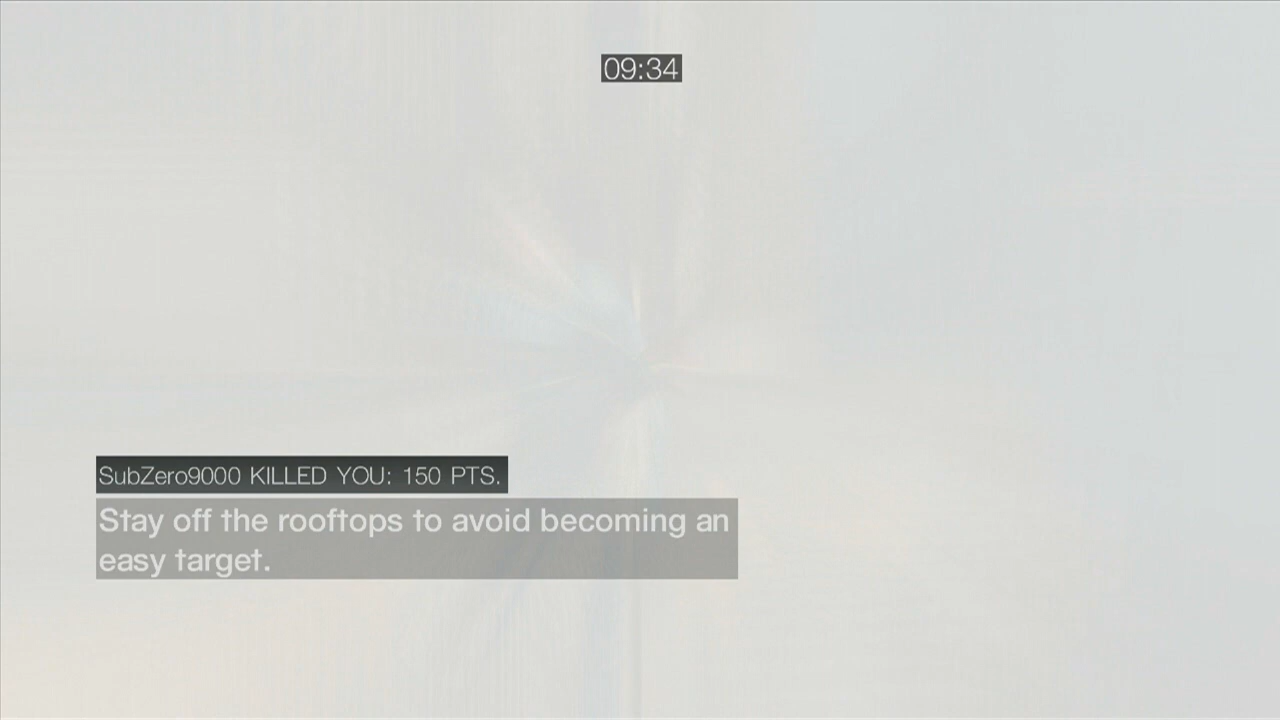 09:34
SubZero9000 KILLED YOU: 150 PTS.
Stay off the rooftops to avoid becoming an
easy target.